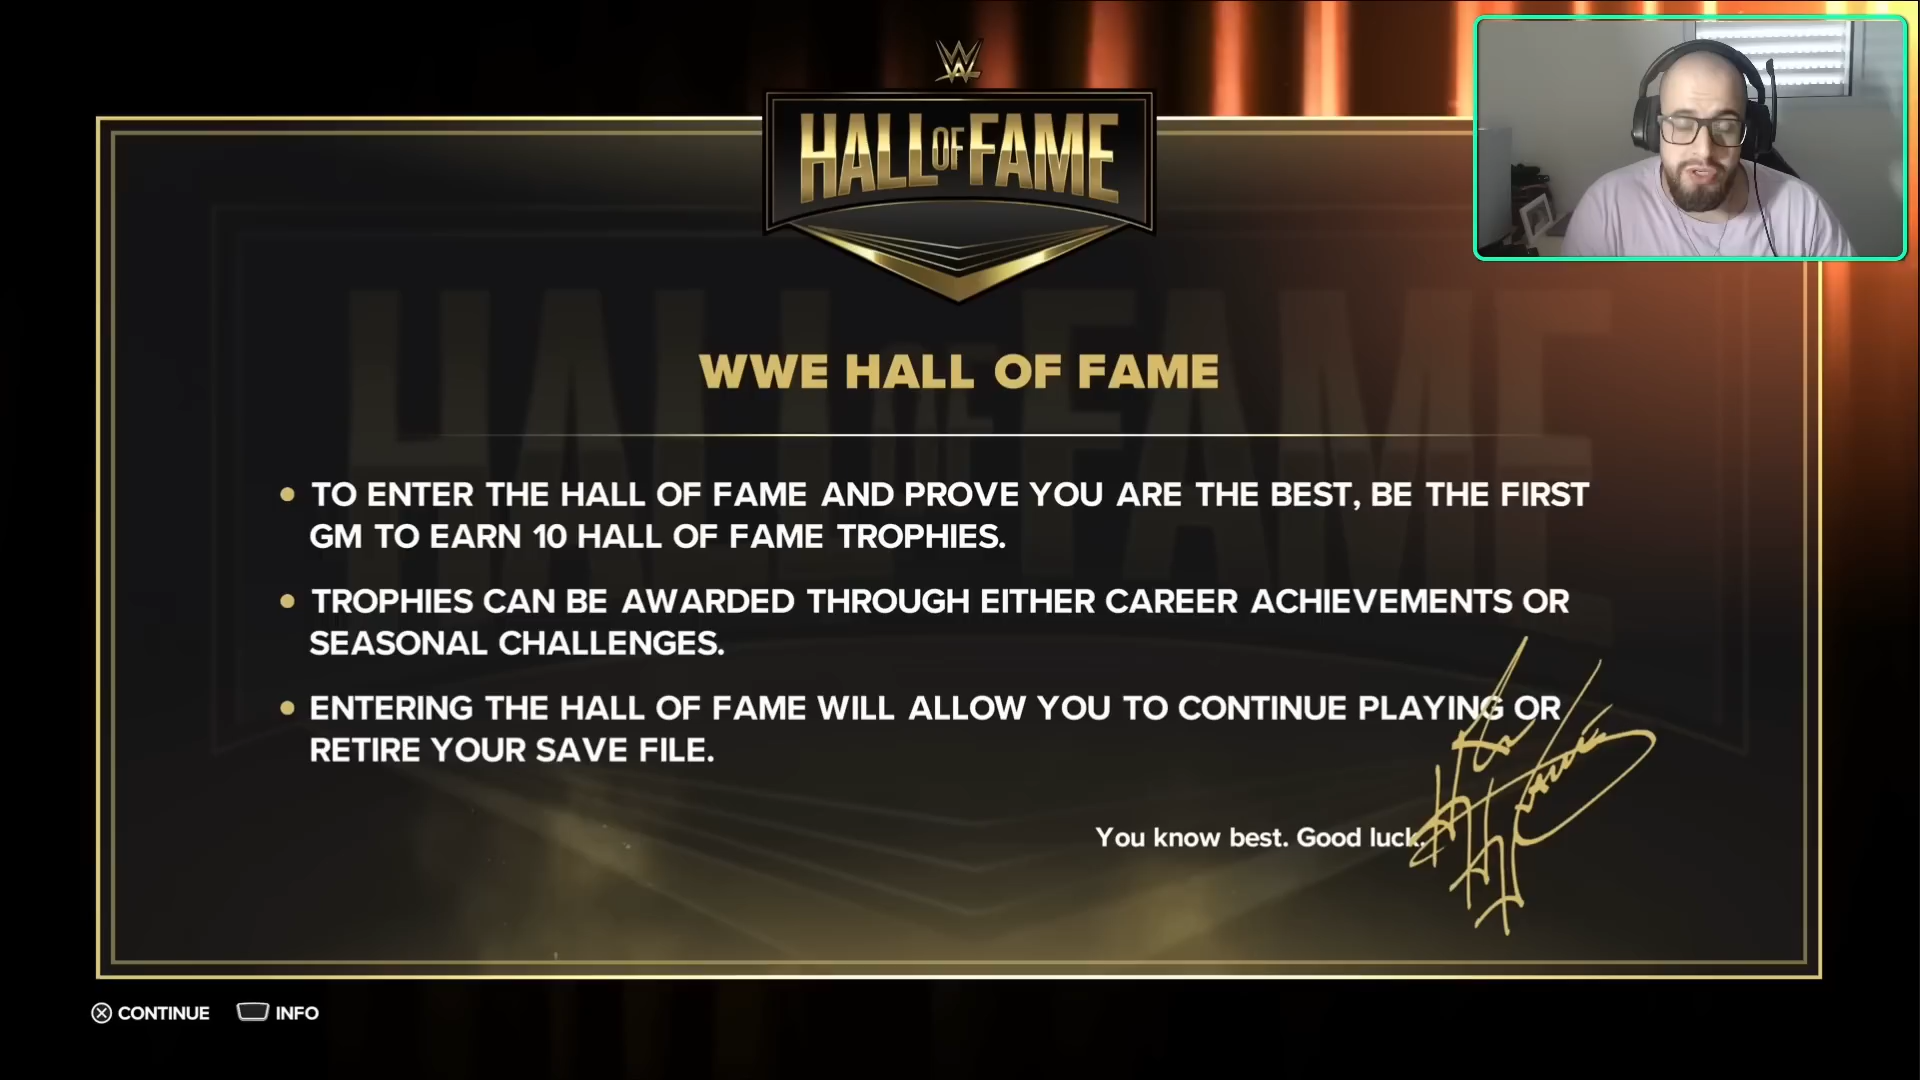 HALL OF FAME
WWE HALL OF FAME
TO ENTER THE HALL OF FAME AND PROVE YOU ARE THE BEST, BE THE FIRST
GM TO EARN 10 HALL OF FAME TROPHIES.
TROPHIES CAN BE AWARDED THROUGH EITHER CAREER ACHIEVEMENTS OR
SEASONAL CHALLENGES.
ENTERING THE HALL OF FAME WILL ALLOW YOU TO CONTINUE PLAYING OR
RETIRE YOUR SAVE FILE.
You know best. Good luck.
CONTINUE INFO